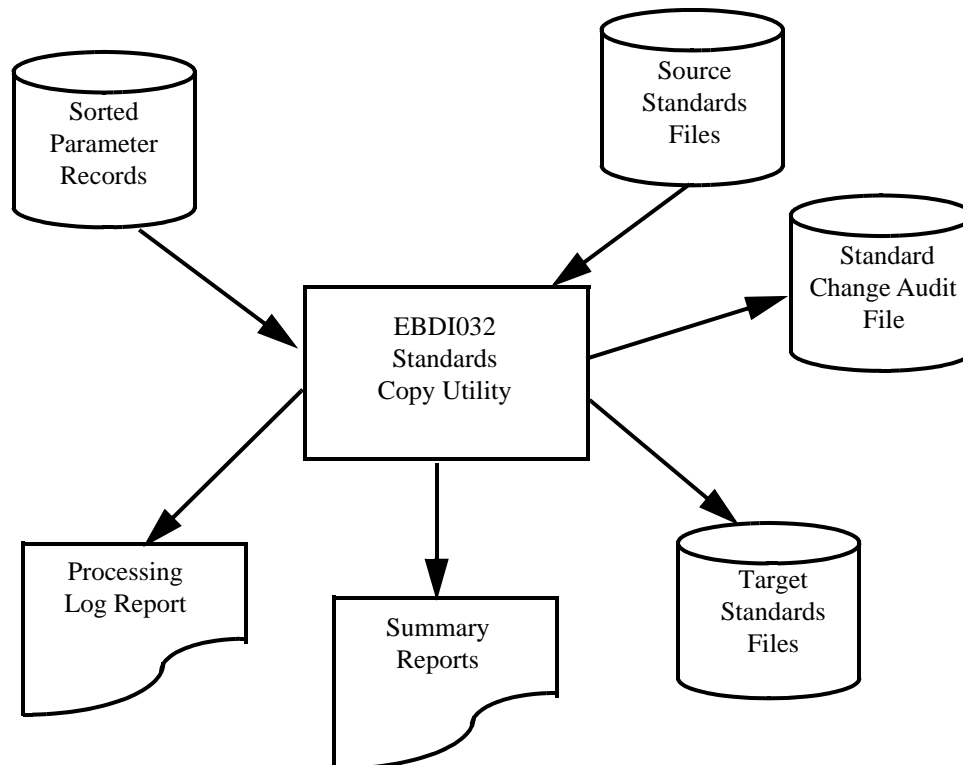 Sorted
Parameter
Records
Source
Standards
Files
Standard
Change Audit
File
EBDI032
Standards
Copy Utility
Processing
Log Report
Summary
Reports
Target
Standards
Files